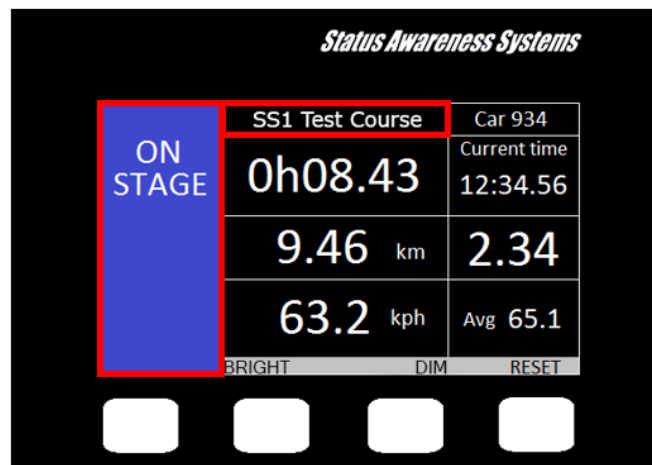 Status Awareness Systems
ON
STAGE
SS1 Test Course
Car 934
0h08.43
Current time
12:34.56
9.46 km
2.34
63.2 kph
Avg 65.1
BRIGHT
DIM
RESET